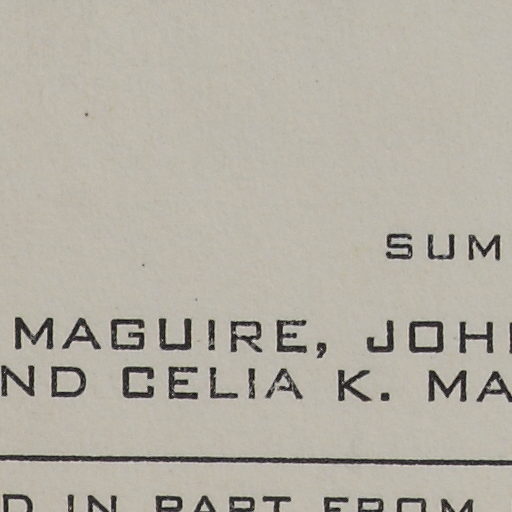 SUM
MAGUIRE, JOH
ND CELIA K. MA
D IN PART FROM